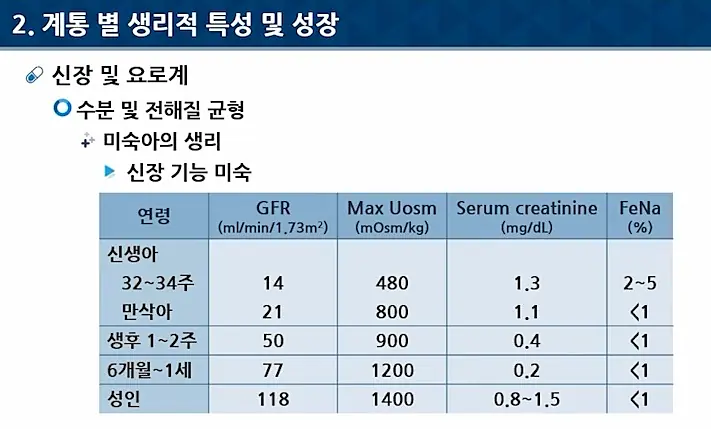 2. 계통 별 생리적 특성 및 성장
신장 및 요로계
수분 및 전해질 균형
미숙아의 생리
신장 기능 미숙
연령 GFR (ml/min/1.73m²) Max Uosm (mOsm/kg) Serum creatinine (mg/dL) FeNa (%)
신생아
32~34주 14 480 1.3 2~5
만삭아 21 800 1.1 <1
생후 1~2주 50 900 0.4 <1
6개월~1세 77 1200 0.2 <1
성인 118 1400 0.8~1.5 <1